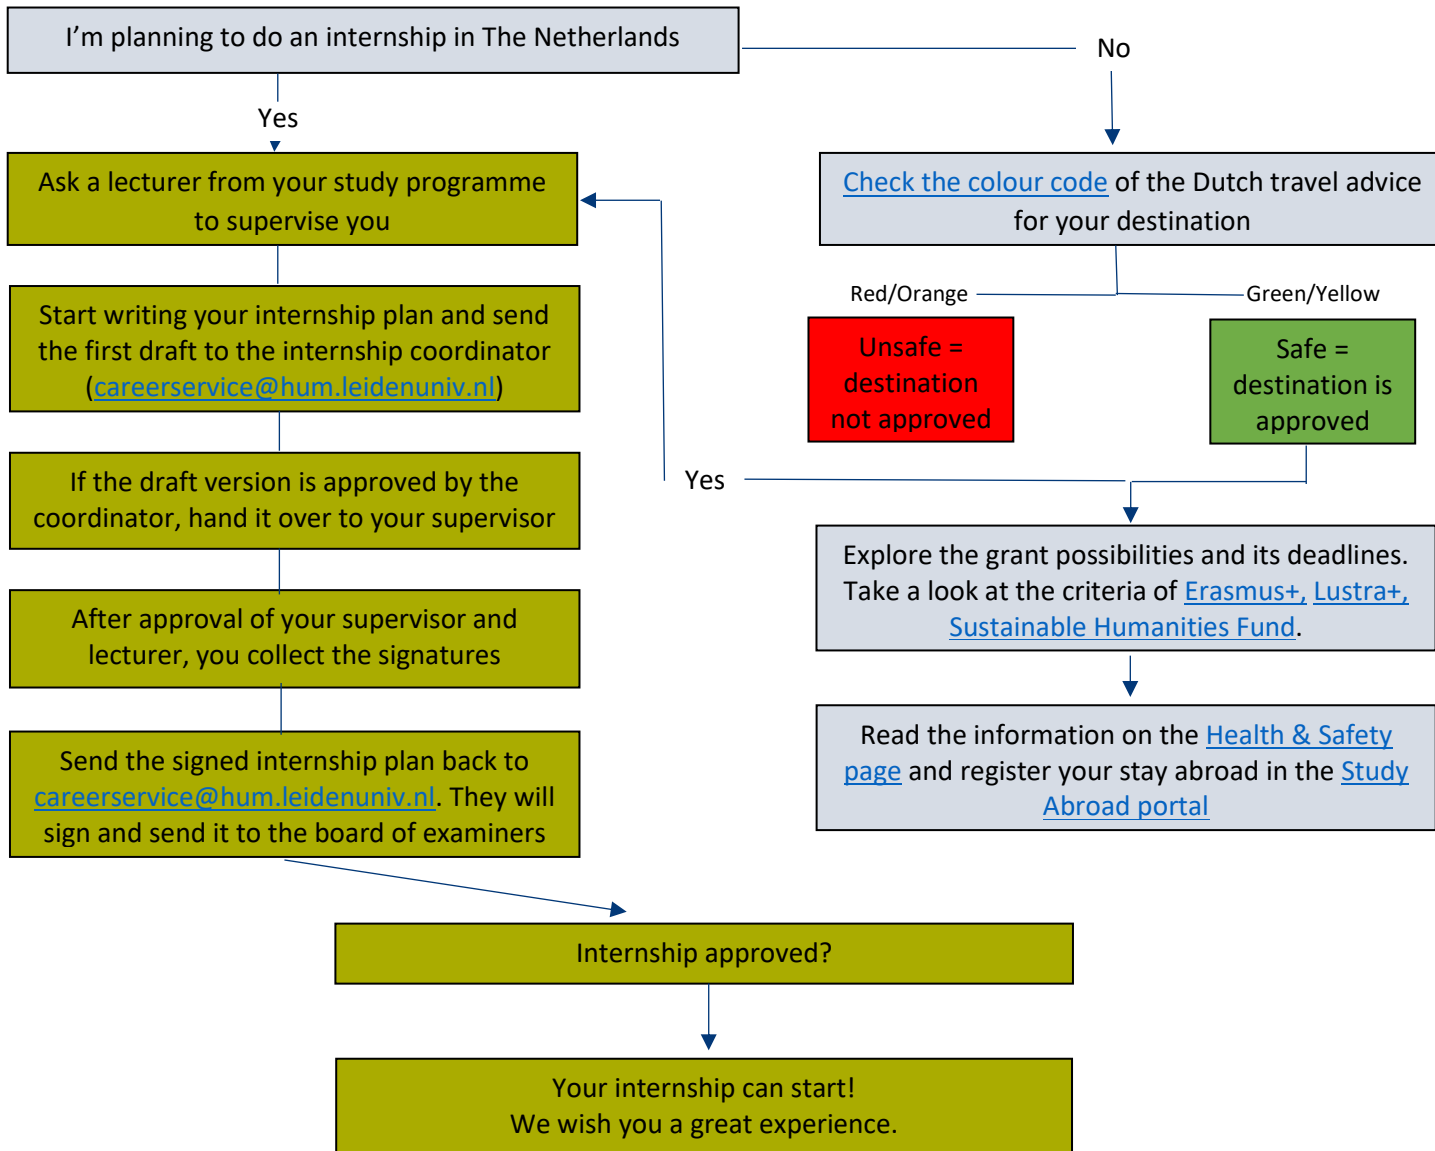 I’m planning to do an internship in The Netherlands
No
Yes
Ask a lecturer from your study programme
to supervise you
Check the colour code of the Dutch travel advice
for your destination
Red/Orange
Green/Yellow
Start writing your internship plan and send
the first draft to the internship coordinator
(careerservice@hum.leidenuniv.nl)
Unsafe =
destination
not approved
Safe =
destination is
approved
If the draft version is approved by the
coordinator, hand it over to your supervisor
Yes
Explore the grant possibilities and its deadlines.
Take a look at the criteria of Erasmus+, Lustra+,
Sustainable Humanities Fund.
After approval of your supervisor and
lecturer, you collect the signatures
Send the signed internship plan back to
careerservice@hum.leidenuniv.nl. They will
sign and send it to the board of examiners
Read the information on the Health & Safety
page and register your stay abroad in the Study
Abroad portal
Internship approved?
Your internship can start!
We wish you a great experience.